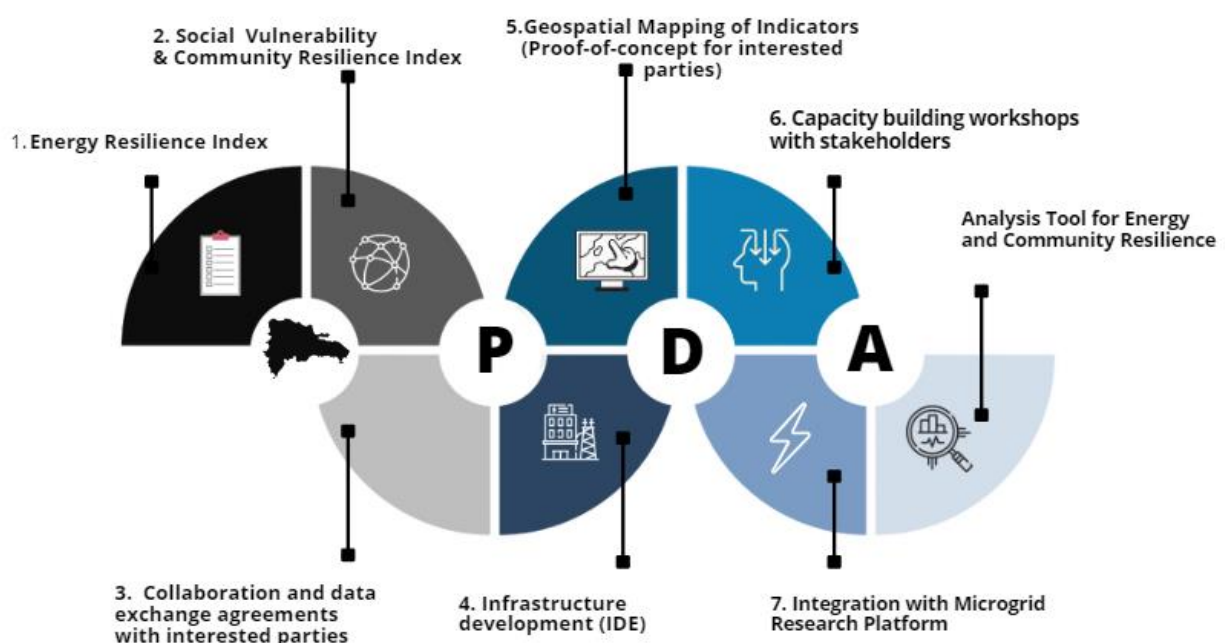 1. Energy Resilience Index
2. Social Vulnerability
& Community Resilience Index
3. Collaboration and data
exchange agreements
with interested parties
P
4. Infrastructure
development (IDE)
5.Geospatial Mapping of Indicators
(Proof-of-concept for interested
parties)
D
6. Capacity building workshops
with stakeholders
A
7. Integration with Microgrid
Research Platform
Analysis Tool for Energy
and Community Resilience